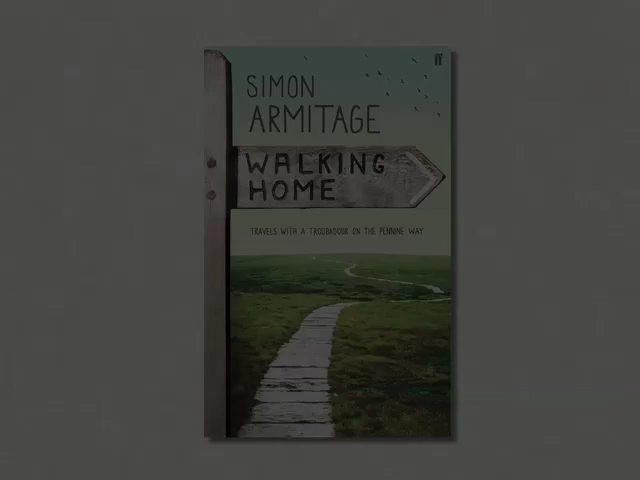 ff
SIMON
ARMITAGE
WALKING
HOME
TRAVELS WITH A TROUBADOUR ON THE PENNINE WAY